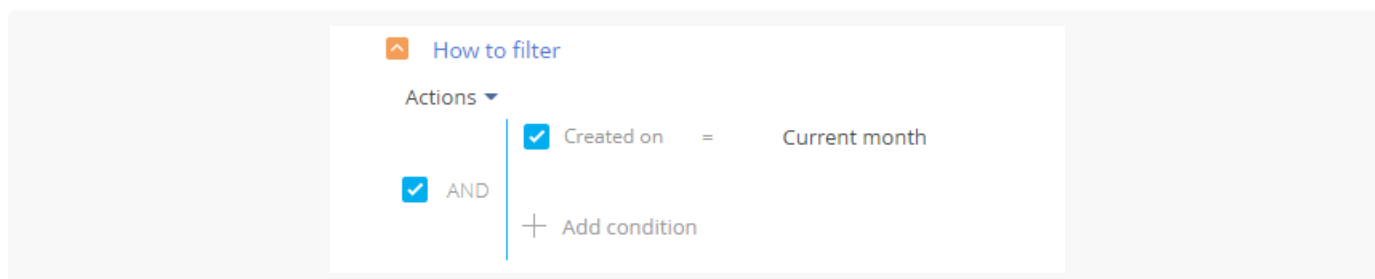 How to filter
Actions
Created on = Current month
AND
Add condition